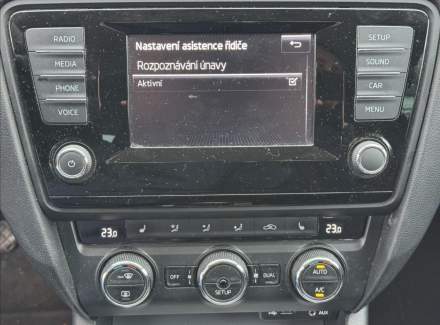 RADIO
MEDIA
PHONE
VOICE
Nastavení asistence řidiče
Rozpoznávání únavy
Aktivní
SETUP
SOUND
CAR
MENU
23.0
23.0
OFF
SETUP
DUAL
AUTO
A/C
AUX